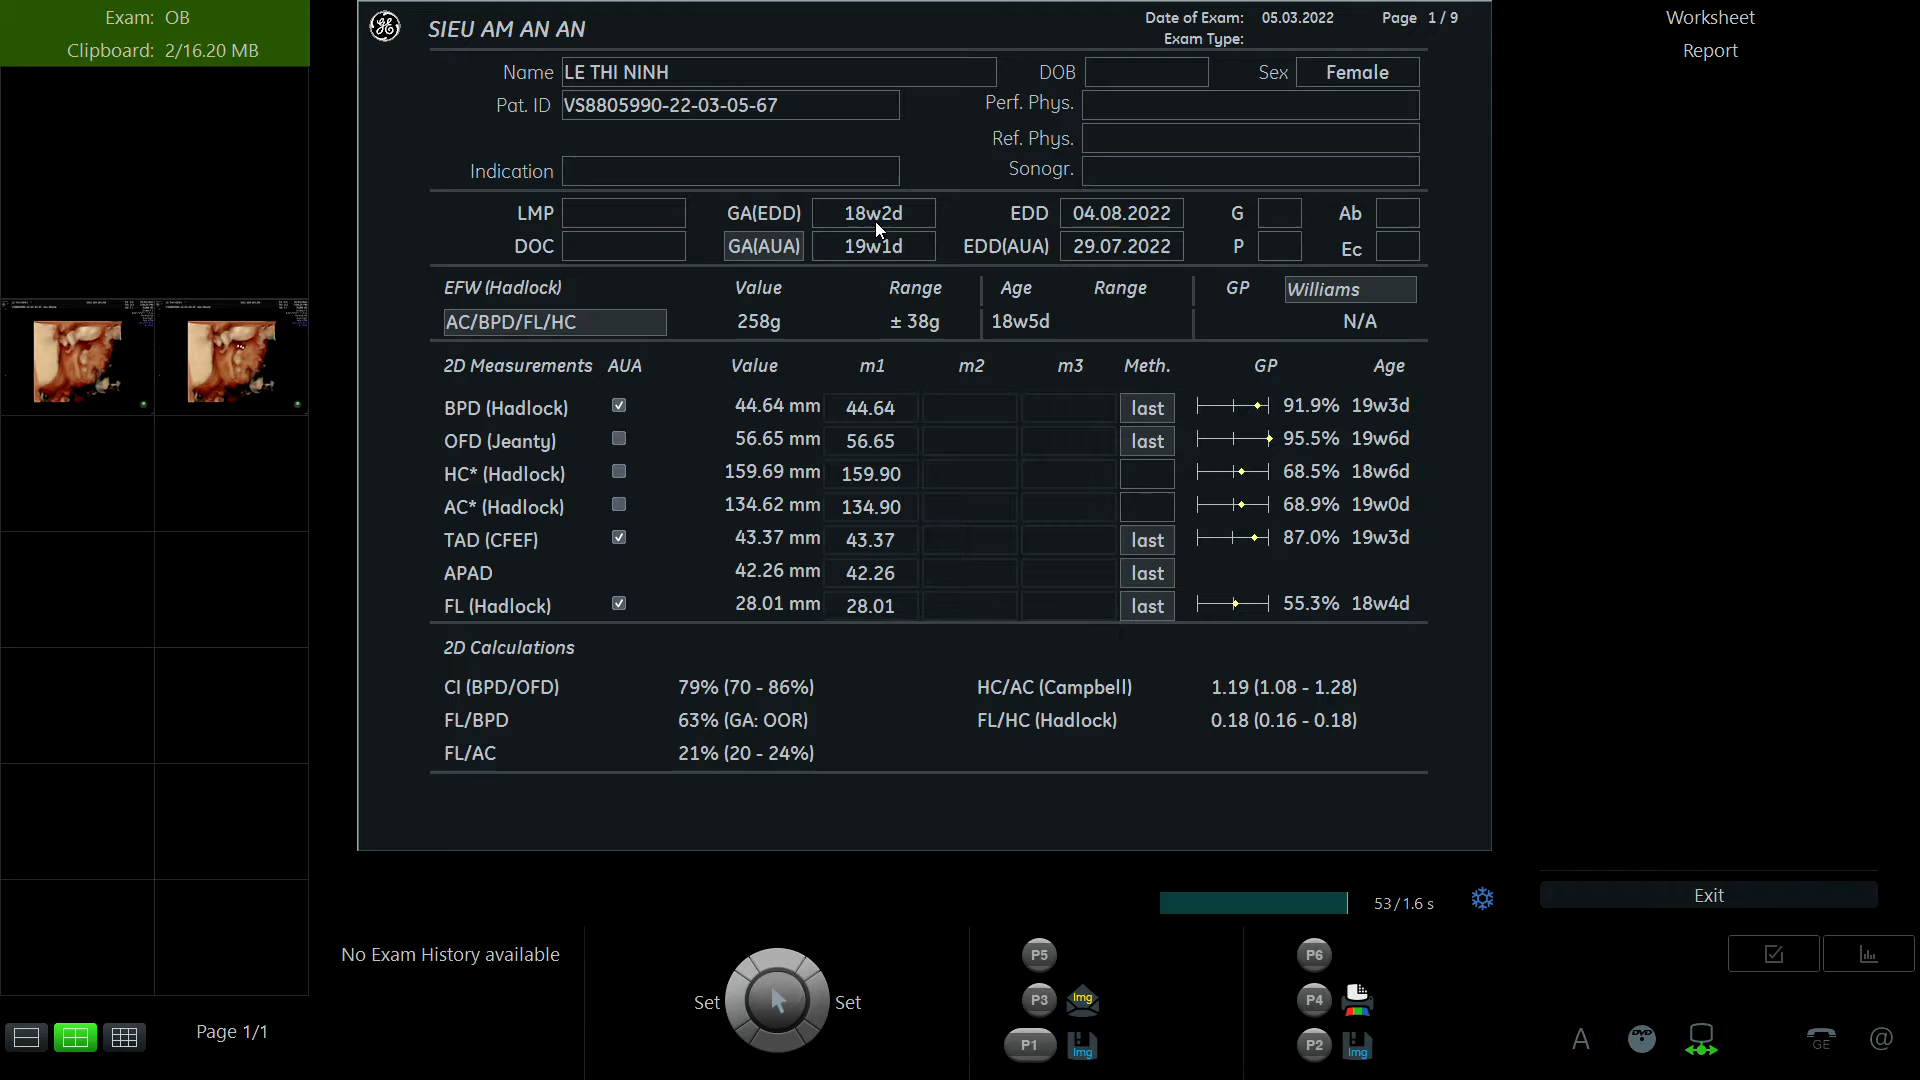 Exam: OB
Clipboard: 2/16.20 MB
SIEU AM AN AN
Date of Exam: 05.03.2022 Page 1 / 9
Exam Type:
Name LE THI NINH DOB Sex Female
Pat. ID VS8805990-22-03-05-67 Perf. Phys.
Ref. Phys.
Indication Sonogr.
LMP GA(EDD) 18w2d EDD 04.08.2022 G Ab
DOC GA(AUA) 19w1d EDD(AUA) 29.07.2022 P Ec
EFW (Hadlock) Value Range Age Range GP Williams
AC/BPD/FL/HC 258g ± 38g 18w5d N/A
2D Measurements AUA Value m1 m2 m3 Meth. GP Age
BPD (Hadlock) 44.64 mm 44.64 last 91.9% 19w3d
OFD (Jeanty) 56.65 mm 56.65 last 95.5% 19w6d
HC* (Hadlock) 159.69 mm 159.90 68.5% 18w6d
AC* (Hadlock) 134.62 mm 134.90 68.9% 19w0d
TAD (CFEF) 43.37 mm 43.37 last 87.0% 19w3d
APAD 42.26 mm 42.26 last
FL (Hadlock) 28.01 mm 28.01 last 55.3% 18w4d
2D Calculations
CI (BPD/OFD) 79% (70 - 86%) HC/AC (Campbell) 1.19 (1.08 - 1.28)
FL/BPD 63% (GA: OOR) FL/HC (Hadlock) 0.18 (0.16 - 0.18)
FL/AC 21% (20 - 24%)
Worksheet
Report
53/1.6 s
Exit
No Exam History available
Set Set
P5
P3 Img
P1 Img
P6
P4
P2 Img
A DVD GE @
Page 1/1